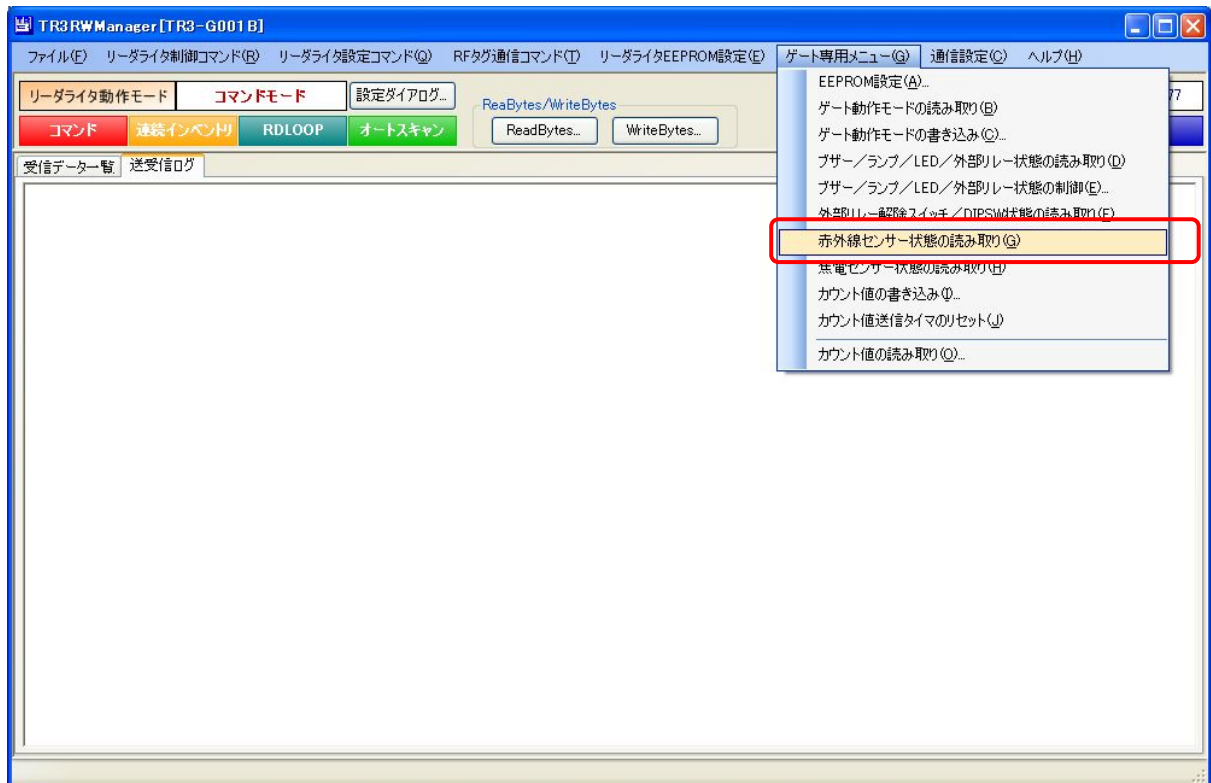 TR3RWManager[TR3-G001B]
ファイル(F) リーダライタ制御コマンド(R) リーダライタ設定コマンド(Q) RFタグ通信コマンド(T) リーダライタEEPROM設定(E) ゲート専用メニュー(G) 通信設定(C) ヘルプ(H)
リーダライタ動作モード コマンドモード 設定ダイアログ...
ReaBytes/WriteBytes
77
コマンド 連続インベントリ RDLOOP オートスキャン ReadBytes... WriteBytes...
受信データ一覧 送受信ログ
EEPROM設定(A)...
ゲート動作モードの読み取り(B)
ゲート動作モードの書き込み(C)...
ブザー/ランプ/LED/外部リレー状態の読み取り(D)
ブザー/ランプ/LED/外部リレー状態の制御(E)...
外部リレー解除スイッチ/DIPSW状態の読み取り(F)
赤外線センサー状態の読み取り(G)
焦電センサー状態の読み取り(H)
カウント値の書き込み(I)...
カウント値送信タイマのリセット(J)
カウント値の読み取り(O)...